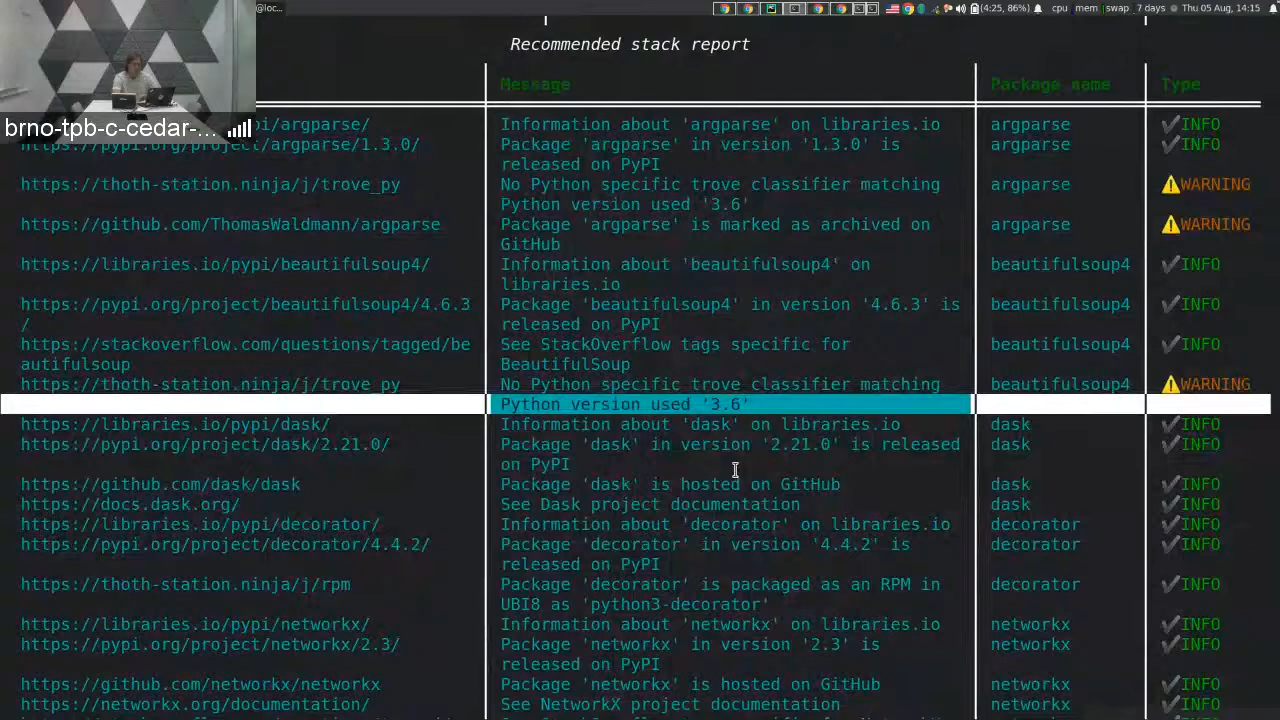 @loc...
(4:25, 86%) cpu mem swap 7 days Thu 05 Aug, 14:15
brno-tpb-c-cedar-...
Recommended stack report
Message Package name Type
pi/argparse/ Information about 'argparse' on libraries.io argparse ✔INFO
https://pypi.org/project/argparse/1.3.0/ Package 'argparse' in version '1.3.0' is argparse ✔INFO
released on PyPI
https://thoth-station.ninja/j/trove_py No Python specific trove classifier matching argparse ⚠WARNING
Python version used '3.6'
https://github.com/ThomasWaldmann/argparse Package 'argparse' is marked as archived on argparse ⚠WARNING
GitHub
https://libraries.io/pypi/beautifulsoup4/ Information about 'beautifulsoup4' on beautifulsoup4 ✔INFO
libraries.io
https://pypi.org/project/beautifulsoup4/4.6.3 Package 'beautifulsoup4' in version '4.6.3' is beautifulsoup4 ✔INFO
/ released on PyPI
https://stackoverflow.com/questions/tagged/be See StackOverflow tags specific for beautifulsoup4 ✔INFO
autifulsoup BeautifulSoup
https://thoth-station.ninja/j/trove_py No Python specific trove classifier matching beautifulsoup4 ⚠WARNING
Python version used '3.6'
https://libraries.io/pypi/dask/ Information about 'dask' on libraries.io dask ✔INFO
https://pypi.org/project/dask/2.21.0/ Package 'dask' in version '2.21.0' is released dask ✔INFO
on PyPI
https://github.com/dask/dask Package 'dask' is hosted on GitHub dask ✔INFO
https://docs.dask.org/ See Dask project documentation dask ✔INFO
https://libraries.io/pypi/decorator/ Information about 'decorator' on libraries.io decorator ✔INFO
https://pypi.org/project/decorator/4.4.2/ Package 'decorator' in version '4.4.2' is decorator ✔INFO
released on PyPI
https://thoth-station.ninja/j/rpm Package 'decorator' is packaged as an RPM in decorator ✔INFO
UBI8 as 'python3-decorator'
https://libraries.io/pypi/networkx/ Information about 'networkx' on libraries.io networkx ✔INFO
https://pypi.org/project/networkx/2.3/ Package 'networkx' in version '2.3' is networkx ✔INFO
released on PyPI
https://github.com/networkx/networkx Package 'networkx' is hosted on GitHub networkx ✔INFO
https://networkx.org/documentation/ See NetworkX project documentation networkx ✔INFO